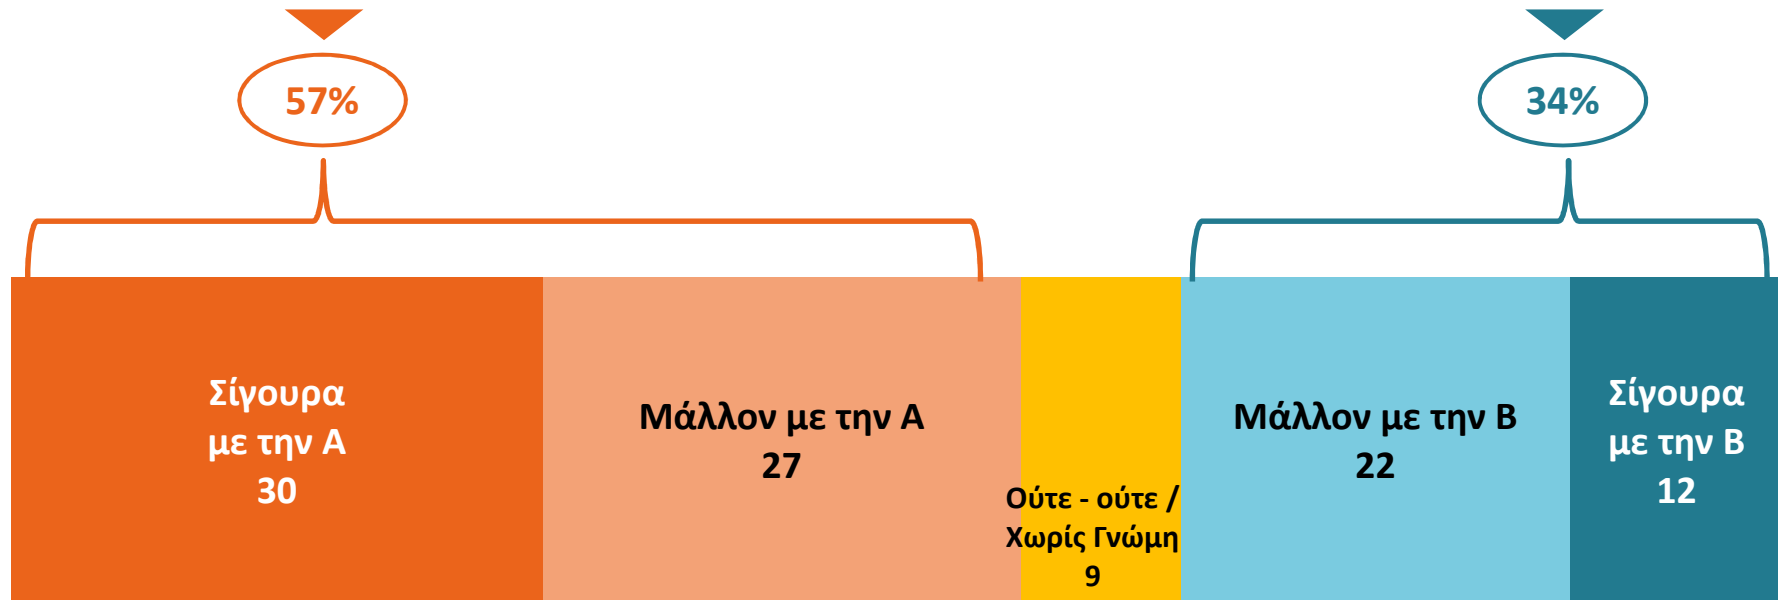 57%
34%
Σίγουρα
με την Α
30
Μάλλον με την Α
27
Ούτε - ούτε /
Χωρίς Γνώμη
9
Μάλλον με την Β
22
Σίγουρα
με την Β
12